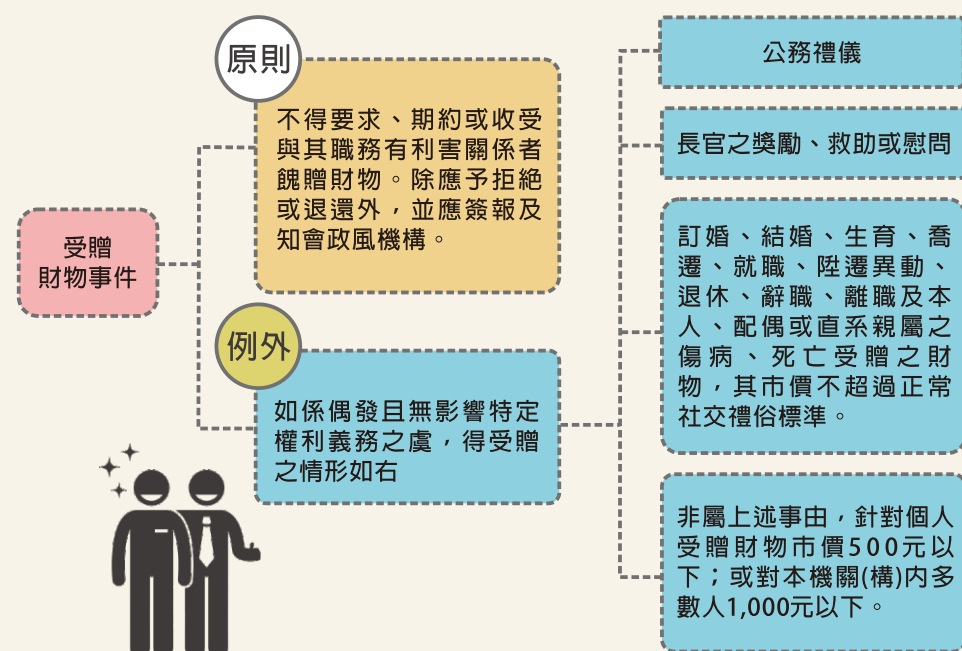 受贈
財物事件
原則
不得要求、期約或收受
與其職務有利害關係者
餽贈財物。除應予拒絕
或退還外，並應簽報及
知會政風機構。
例外
如係偶發且無影響特定
權利義務之虞，得受贈
之情形如右
公務禮儀
長官之獎勵、救助或慰問
訂婚、結婚、生育、喬
遷、就職、陞遷異動、
退休、辭職、離職及本
人、配偶或直系親屬之
傷病、死亡受贈之財
物，其市價不超過正常
社交禮俗標準。
非屬上述事由，針對個人
受贈財物市價500元以
下；或對本機關(構)內多
數人1,000元以下。